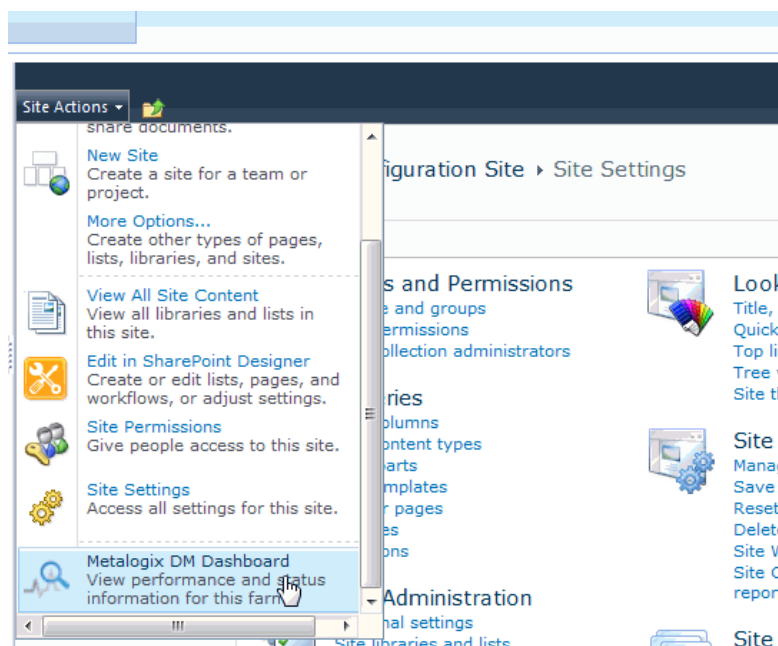 Site Actions
share documents.
New Site
Create a site for a team or
project.
More Options...
Create other types of pages,
lists, libraries, and sites.
View All Site Content
View all libraries and lists in
this site.
Edit in SharePoint Designer
Create or edit lists, pages, and
workflows, or adjust settings.
Site Permissions
Give people access to this site.
Site Settings
Access all settings for this site.
Metalogix DM Dashboard
View performance and status
information for this farm
iguration Site ▸ Site Settings
s and Permissions
e and groups
ermissions
ollection administrators
ries
olumns
ontent types
arts
mplates
r pages
es
ons
Administration
nal settings
Site libraries and lists
Look
Title,
Quick
Top li
Tree
Site t
Site
Mana
Save
Reset
Delet
Site W
Site C
repor
Site